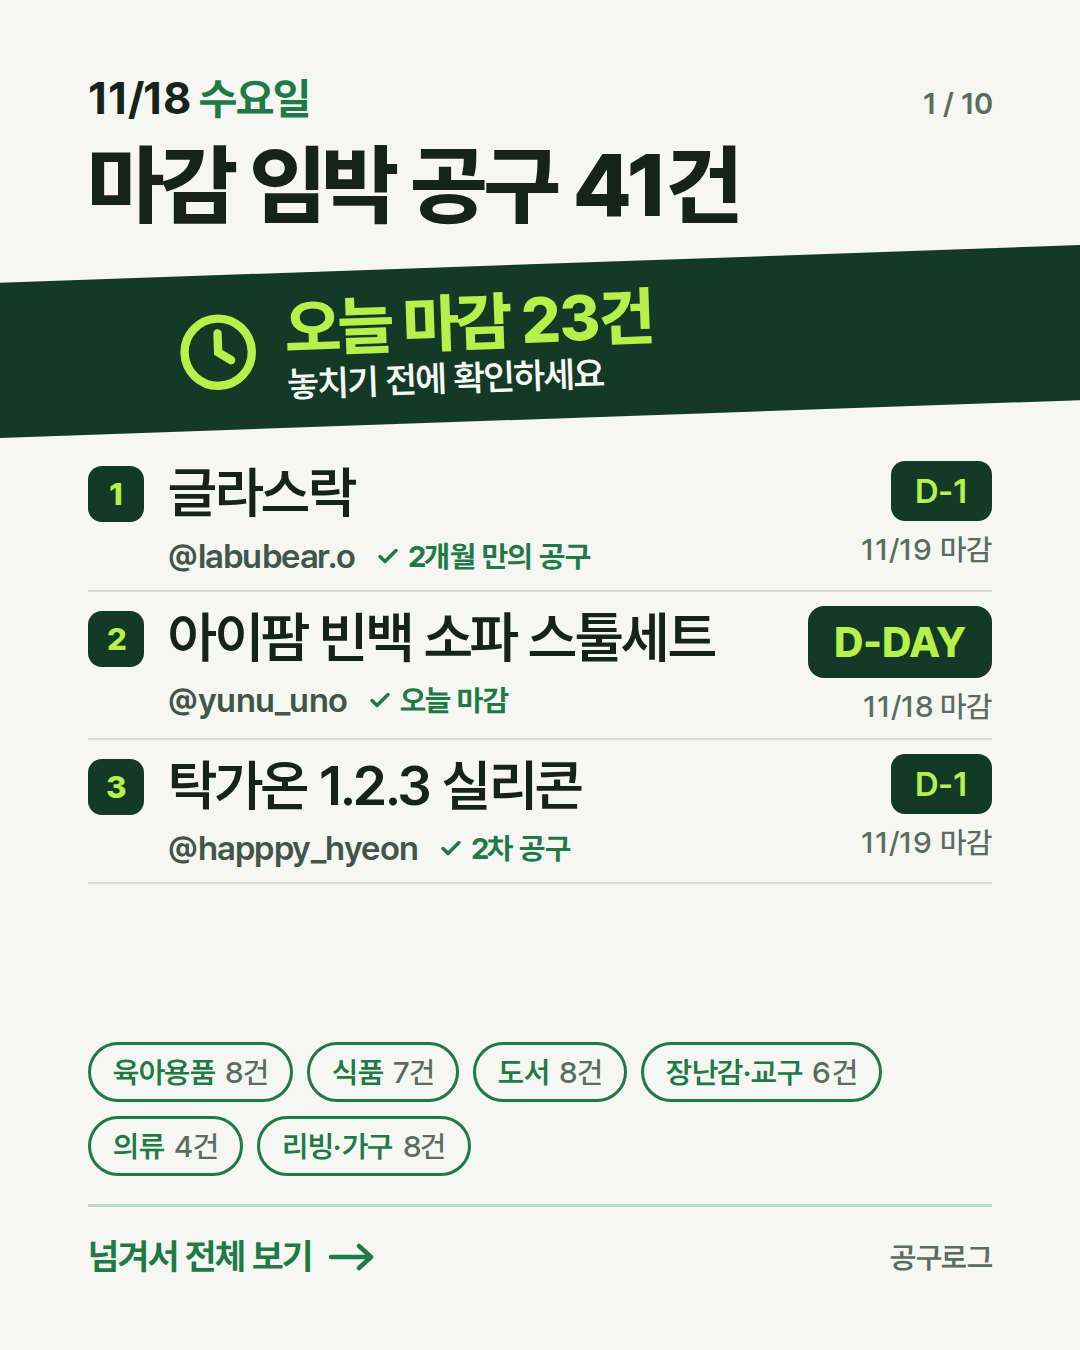 11/18 수요일
1 / 10
마감 임박 공구 41건
오늘 마감 23건
놓치기 전에 확인하세요
1 글라스락 D-1
@labubear.o ✓ 2개월 만의 공구 11/19 마감
2 아이팜 빈백 소파 스툴세트 D-DAY
@yunu_uno ✓ 오늘 마감 11/18 마감
3 탁가온 1.2.3 실리콘 D-1
@happpy_hyeon ✓ 2차 공구 11/19 마감
육아용품 8건 식품 7건 도서 8건 장난감·교구 6건
의류 4건 리빙·가구 8건
넘겨서 전체 보기 → 공구로그